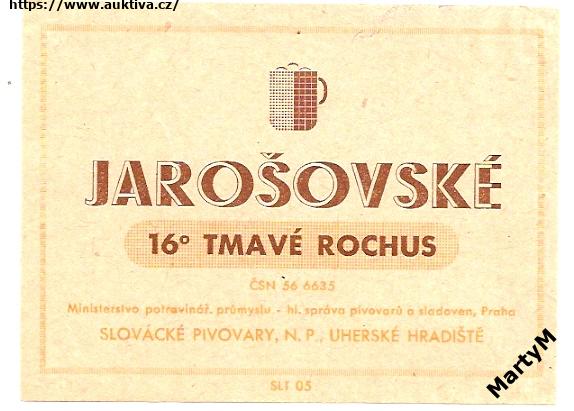 https://www.auktiva.cz/
JAROŠOVSKÉ
16° TMAVÉ ROCHUS
ČSN 56 6635
Ministerstvo potravinář. průmyslu - hl. správa pivovarů a sladoven, Praha
SLOVÁCKÉ PIVOVARY, N. P., UHERSKÉ HRADIŠTĚ
SLT 05
MartyM